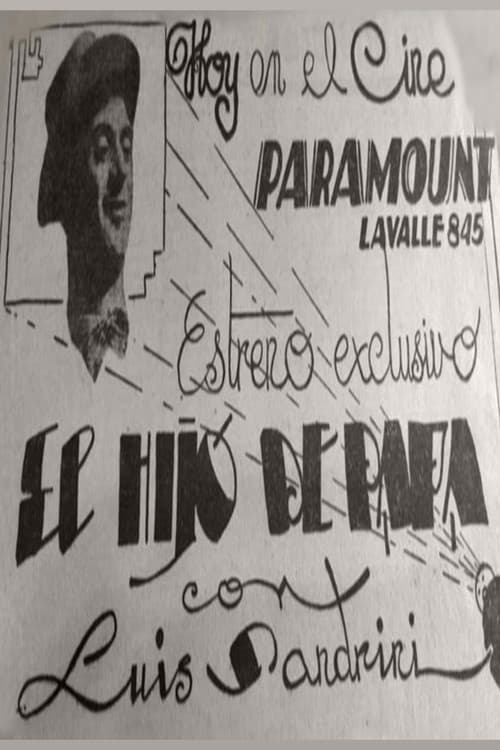 Hoy en el Cine
PARAMOUNT
LAVALLE 845
Estreno exclusivo
EL HIJO DE PAPA
con
Luis Sandrini